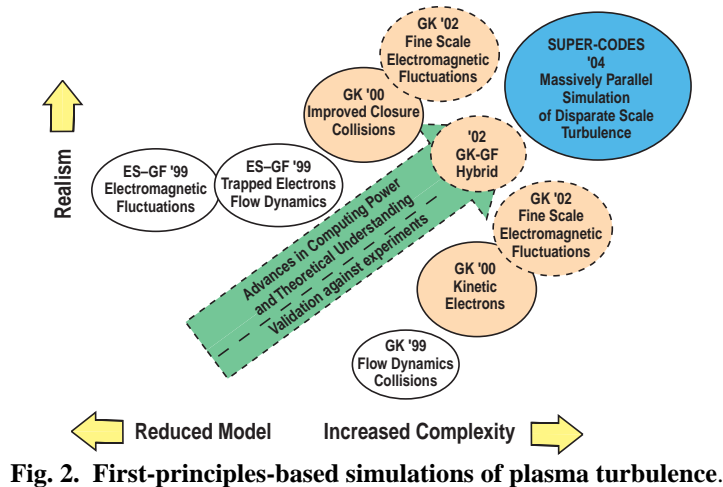 GK '02
Fine Scale
Electromagnetic
Fluctuations
SUPER-CODES
'04
Massively Parallel
Simulation
of Disparate Scale
Turbulence
GK '00
Improved Closure
Collisions
'02
GK-GF
Hybrid
ES–GF '99
Electromagnetic
Fluctuations
ES–GF '99
Trapped Electrons
Flow Dynamics
Realism
GK '02
Fine Scale
Electromagnetic
Fluctuations
Advances in Computing Power
and Theoretical Understanding
Validation against experiments
GK '00
Kinetic
Electrons
GK '99
Flow Dynamics
Collisions
Reduced Model
Increased Complexity
Fig. 2. First-principles-based simulations of plasma turbulence.